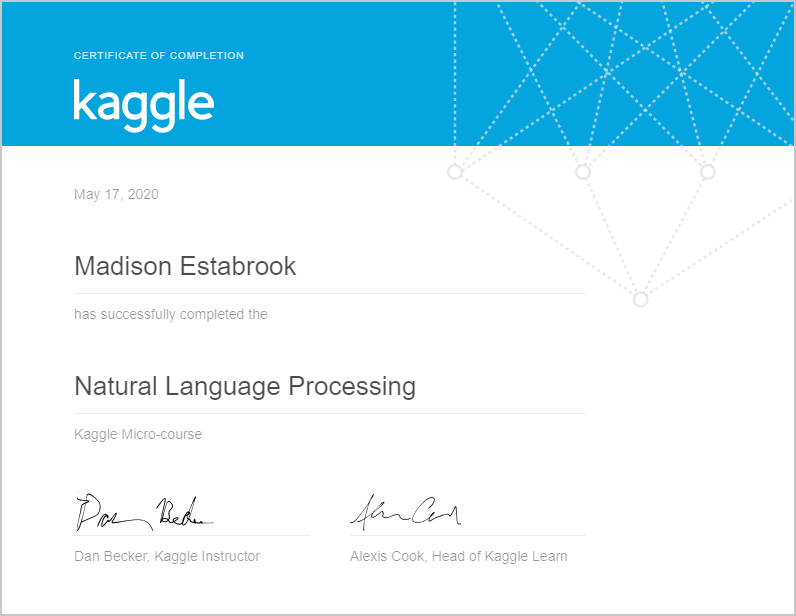 CERTIFICATE OF COMPLETION
kaggle
May 17, 2020
Madison Estabrook
has successfully completed the
Natural Language Processing
Kaggle Micro-course
Dan Becker
Alexis Cook
Dan Becker, Kaggle Instructor
Alexis Cook, Head of Kaggle Learn